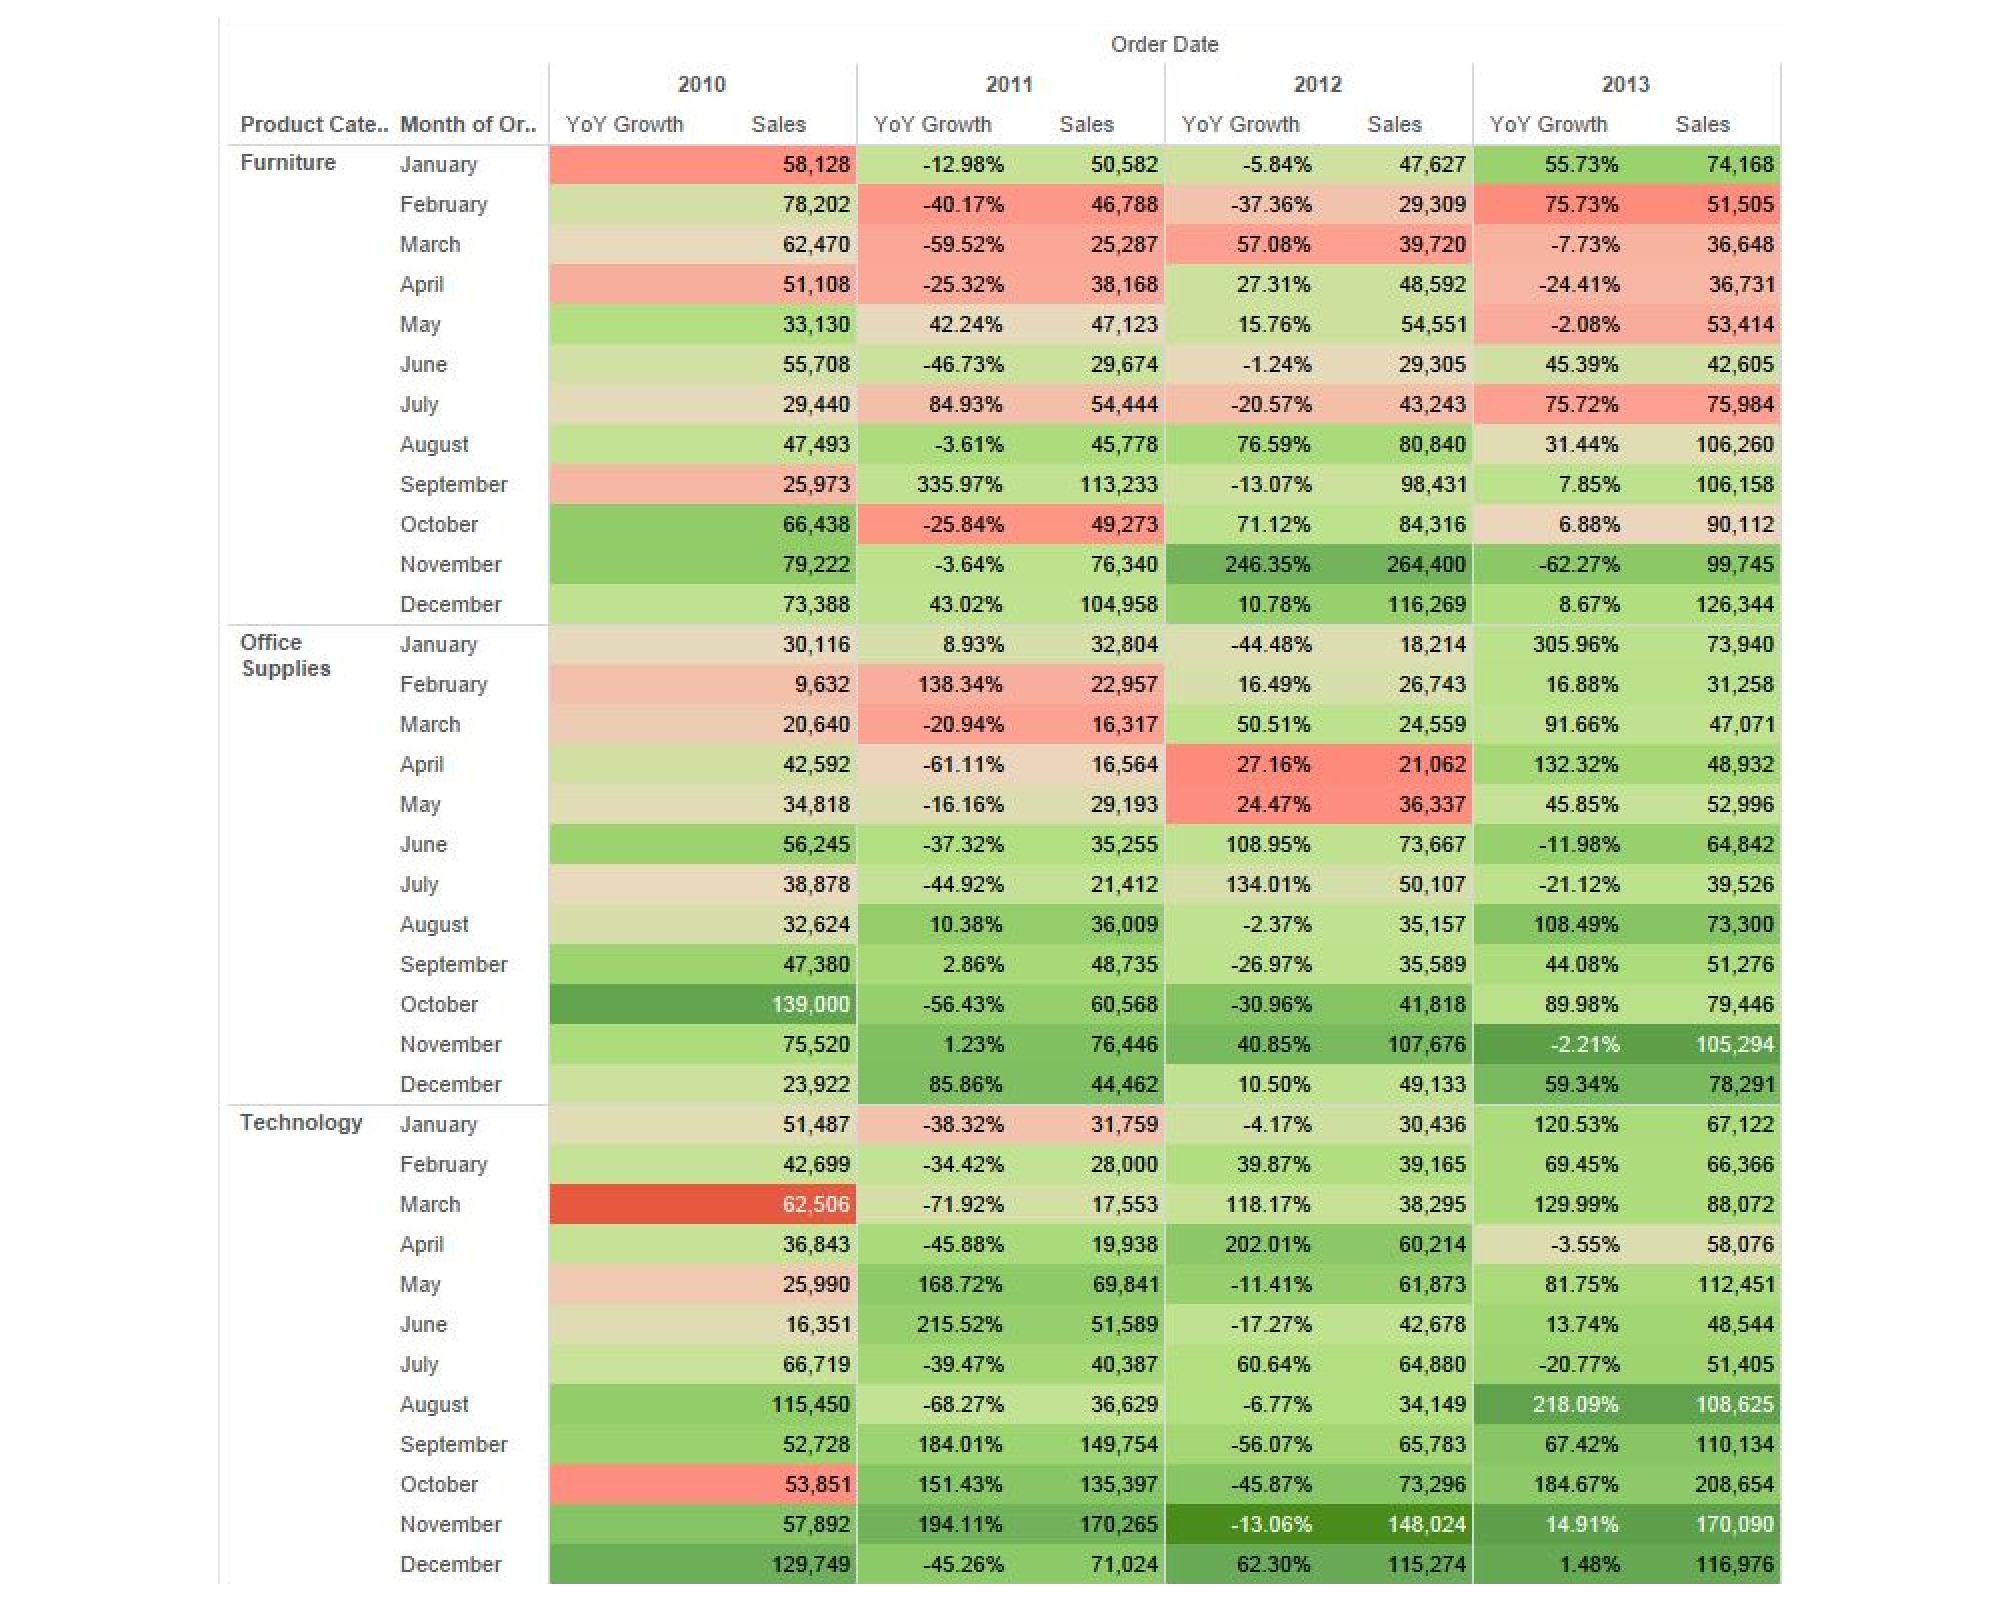 Order Date
2010 2011 2012 2013
Product Cate.. Month of Or.. YoY Growth Sales YoY Growth Sales YoY Growth Sales YoY Growth Sales
Furniture January 58,128 -12.98% 50,582 -5.84% 47,627 55.73% 74,168
February 78,202 -40.17% 46,788 -37.36% 29,309 75.73% 51,505
March 62,470 -59.52% 25,287 57.08% 39,720 -7.73% 36,648
April 51,108 -25.32% 38,168 27.31% 48,592 -24.41% 36,731
May 33,130 42.24% 47,123 15.76% 54,551 -2.08% 53,414
June 55,708 -46.73% 29,674 -1.24% 29,305 45.39% 42,605
July 29,440 84.93% 54,444 -20.57% 43,243 75.72% 75,984
August 47,493 -3.61% 45,778 76.59% 80,840 31.44% 106,260
September 25,973 335.97% 113,233 -13.07% 98,431 7.85% 106,158
October 66,438 -25.84% 49,273 71.12% 84,316 6.88% 90,112
November 79,222 -3.64% 76,340 246.35% 264,400 -62.27% 99,745
December 73,388 43.02% 104,958 10.78% 116,269 8.67% 126,344
Office Supplies January 30,116 8.93% 32,804 -44.48% 18,214 305.96% 73,940
February 9,632 138.34% 22,957 16.49% 26,743 16.88% 31,258
March 20,640 -20.94% 16,317 50.51% 24,559 91.66% 47,071
April 42,592 -61.11% 16,564 27.16% 21,062 132.32% 48,932
May 34,818 -16.16% 29,193 24.47% 36,337 45.85% 52,996
June 56,245 -37.32% 35,255 108.95% 73,667 -11.98% 64,842
July 38,878 -44.92% 21,412 134.01% 50,107 -21.12% 39,526
August 32,624 10.38% 36,009 -2.37% 35,157 108.49% 73,300
September 47,380 2.86% 48,735 -26.97% 35,589 44.08% 51,276
October 139,000 -56.43% 60,568 -30.96% 41,818 89.98% 79,446
November 75,520 1.23% 76,446 40.85% 107,676 -2.21% 105,294
December 23,922 85.86% 44,462 10.50% 49,133 59.34% 78,291
Technology January 51,487 -38.32% 31,759 -4.17% 30,436 120.53% 67,122
February 42,699 -34.42% 28,000 39.87% 39,165 69.45% 66,366
March 62,506 -71.92% 17,553 118.17% 38,295 129.99% 88,072
April 36,843 -45.88% 19,938 202.01% 60,214 -3.55% 58,076
May 25,990 168.72% 69,841 -11.41% 61,873 81.75% 112,451
June 16,351 215.52% 51,589 -17.27% 42,678 13.74% 48,544
July 66,719 -39.47% 40,387 60.64% 64,880 -20.77% 51,405
August 115,450 -68.27% 36,629 -6.77% 34,149 218.09% 108,625
September 52,728 184.01% 149,754 -56.07% 65,783 67.42% 110,134
October 53,851 151.43% 135,397 -45.87% 73,296 184.67% 208,654
November 57,892 194.11% 170,265 -13.06% 148,024 14.91% 170,090
December 129,749 -45.26% 71,024 62.30% 115,274 1.48% 116,976